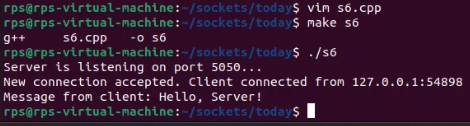 rps@rps-virtual-machine:~/sockets/today$ vim s6.cpp
rps@rps-virtual-machine:~/sockets/today$ make s6
g++     s6.cpp   -o s6
rps@rps-virtual-machine:~/sockets/today$ ./s6
Server is listening on port 5050...
New connection accepted. Client connected from 127.0.0.1:54898
Message from client: Hello, Server!
rps@rps-virtual-machine:~/sockets/today$